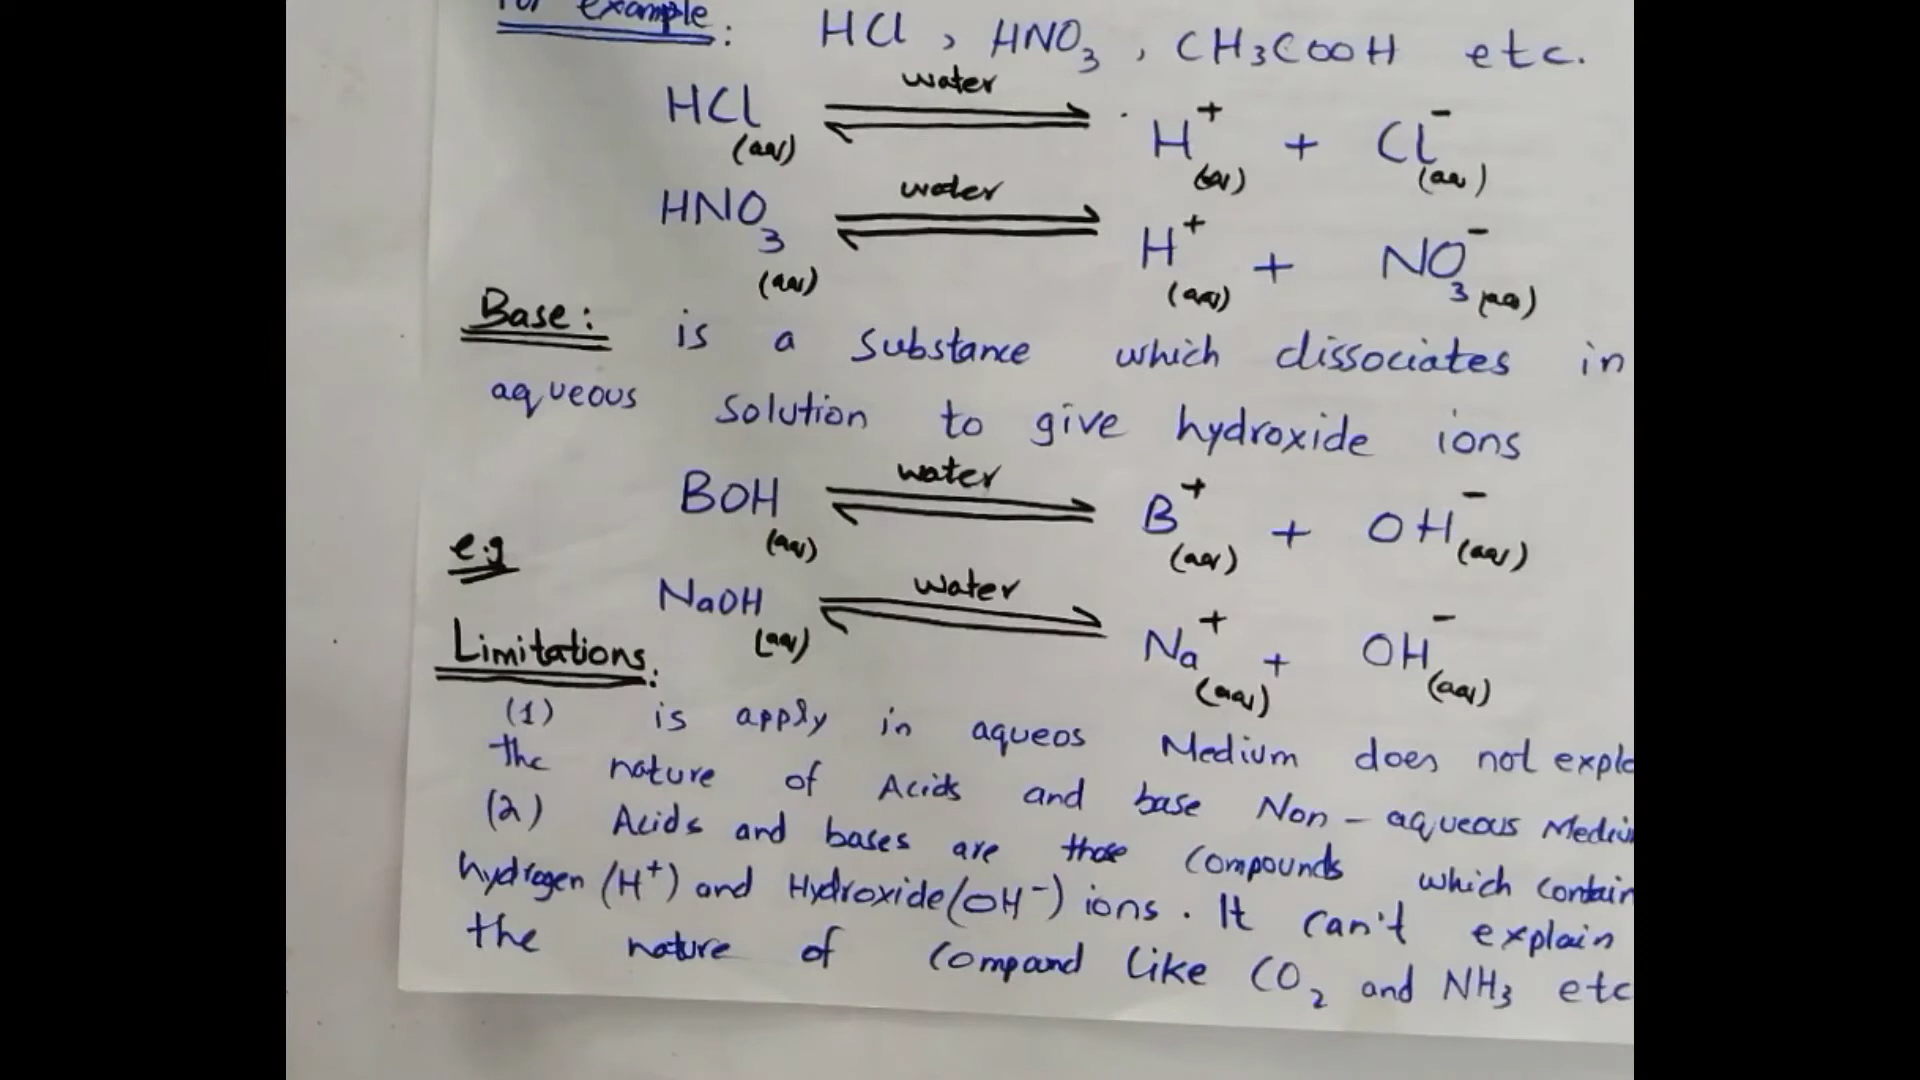 For example: HCl, HNO3, CH3COOH etc.
HCl(aq) ⇌ water H+(aq) + Cl-(aq)
HNO3(aq) ⇌ water H+(aq) + NO3-(aq)
Base: is a substance which dissociates in
aqueous solution to give hydroxide ions
BOH(aq) ⇌ water B+(aq) + OH-(aq)
e.g
NaOH(aq) ⇌ water Na+(aq) + OH-(aq)
Limitations:
(1) is apply in aqueos Medium does not expla
the nature of Acids and base Non-aqueous Mediu
(2) Acids and bases are those compounds which contain
hydrogen (H+) and Hydroxide (OH-) ions. It can't explain
the nature of compand like CO2 and NH3 etc